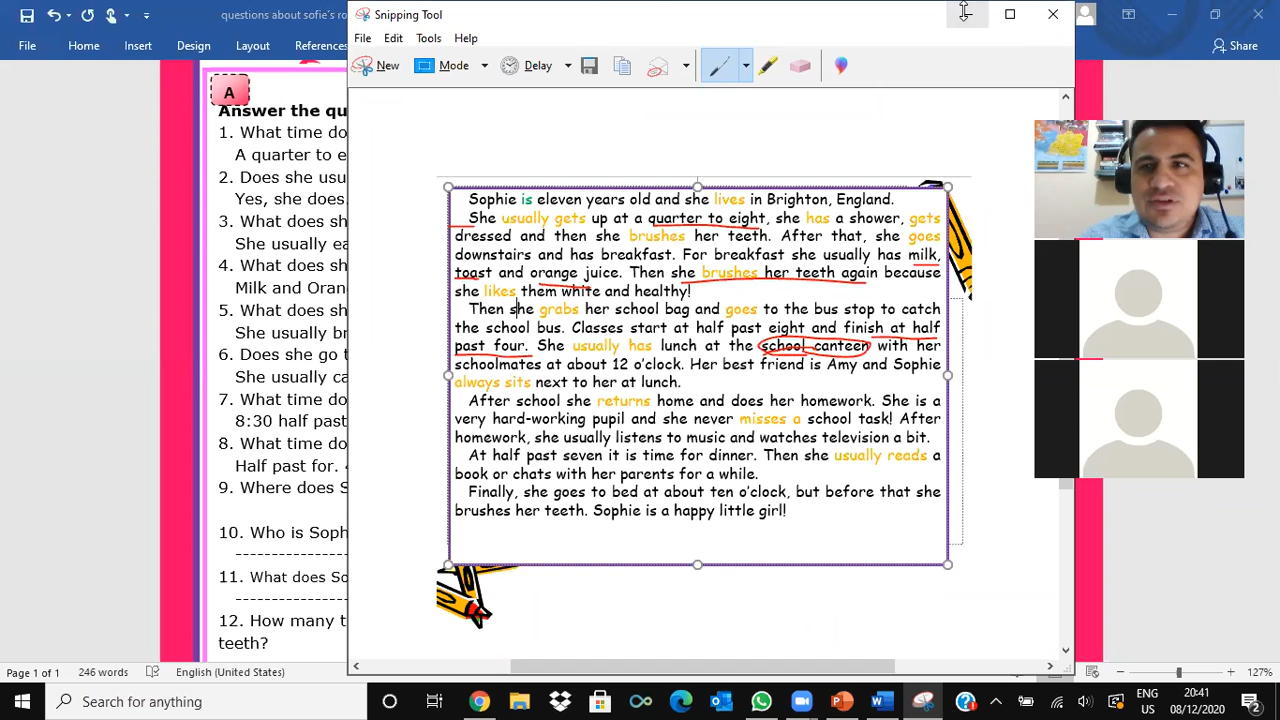 questions about sofie's ro
Snipping Tool
File Home Insert Design Layout References
Share
File Edit Tools Help
New Mode Delay
A
Answer the qu
1. What time do
A quarter to e
2. Does she usu
Yes, she does.
3. What does sh
She usually ea
4. What does sh
Milk and Oran
5. What does sh
She usually br
6. Does she go t
She usually ca
7. What time do
8:30 half past
8. What time do
Half past for. 4
9. Where does S
10. Who is Soph
11. What does So
12. How many t
teeth?
Sophie is eleven years old and she lives in Brighton, England.
She usually gets up at a quarter to eight, she has a shower, gets
dressed and then she brushes her teeth. After that, she goes
downstairs and has breakfast. For breakfast she usually has milk,
toast and orange juice. Then she brushes her teeth again because
she likes them white and healthy!
Then she grabs her school bag and goes to the bus stop to catch
the school bus. Classes start at half past eight and finish at half
past four. She usually has lunch at the school canteen with her
schoolmates at about 12 o'clock. Her best friend is Amy and Sophie
always sits next to her at lunch.
After school she returns home and does her homework. She is a
very hard-working pupil and she never misses a school task! After
homework, she usually listens to music and watches television a bit.
At half past seven it is time for dinner. Then she usually reads a
book or chats with her parents for a while.
Finally, she goes to bed at about ten o'clock, but before that she
brushes her teeth. Sophie is a happy little girl!
Page 1 of 1 246 words English (United States) 127%
Search for anything
ENG 20:41
GB 08/12/2020 2